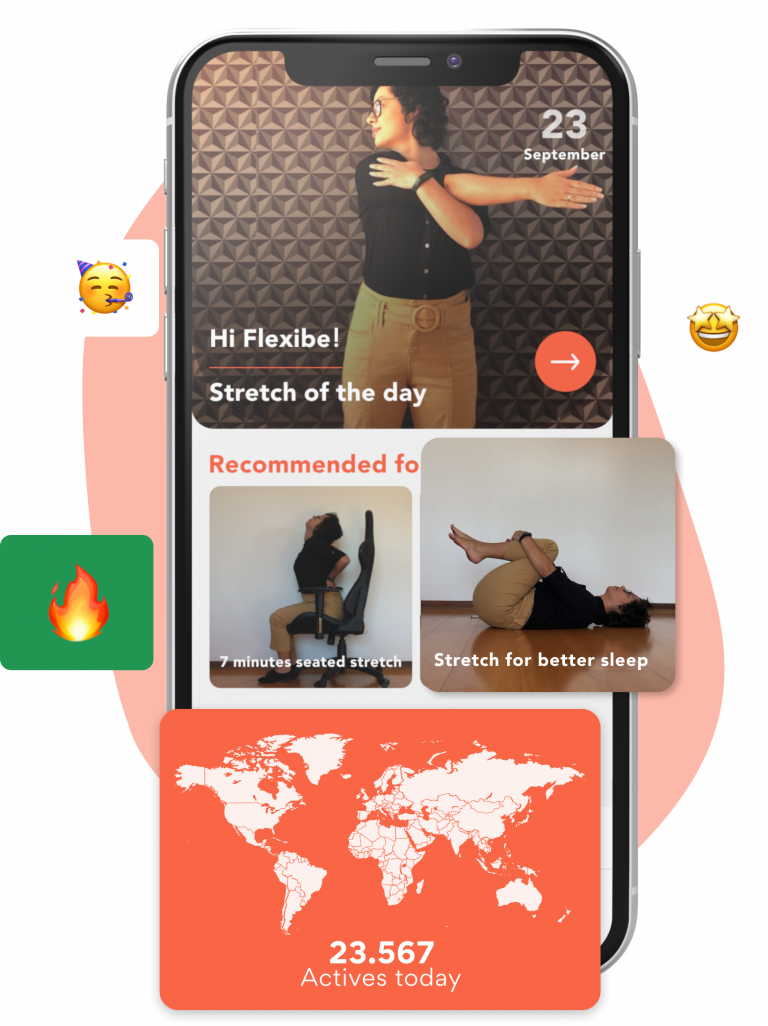 23
September
Hi Flexibe!
Stretch of the day
Recommended fo
7 minutes seated stretch
Stretch for better sleep
23.567
Actives today